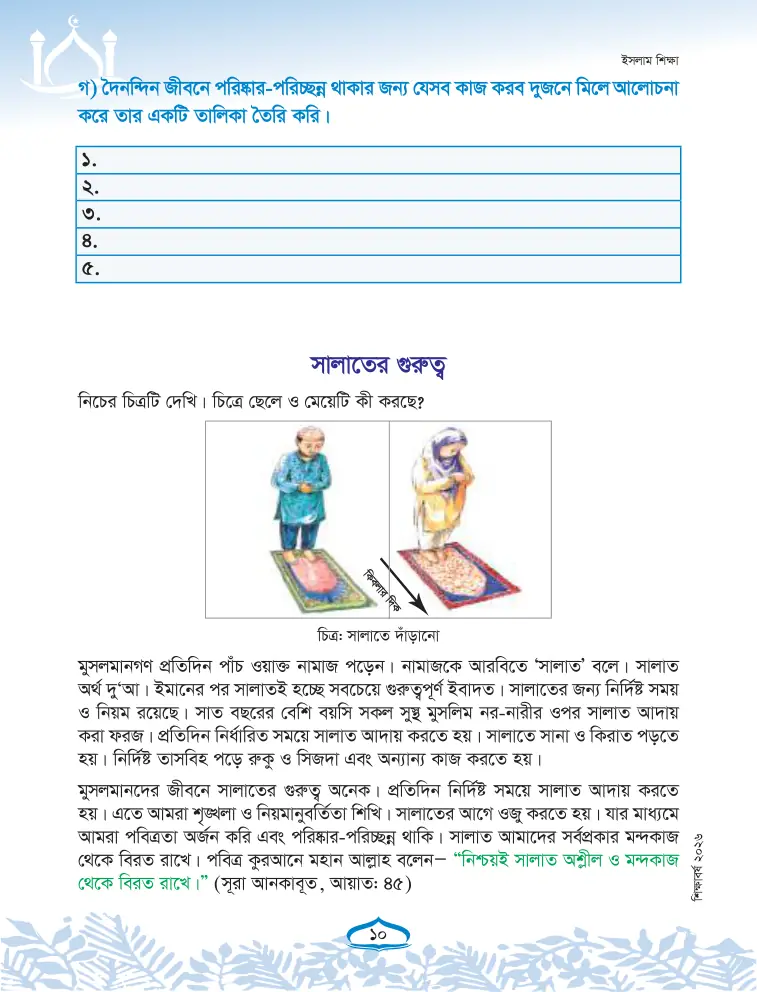 ইসলাম শিক্ষা
গ) দৈনন্দিন জীবনে পরিষ্কার-পরিচ্ছন্ন থাকার জন্য যেসব কাজ করব দুজনে মিলে আলোচনা
করে তার একটি তালিকা তৈরি করি।
১.
২.
৩.
৪.
৫.
সালাতের গুরুত্ব
নিচের চিত্রটি দেখি। চিত্রে ছেলে ও মেয়েটি কী করছে?
কিবলার দিক
চিত্র: সালাতে দাঁড়ানো
মুসলমানগণ প্রতিদিন পাঁচ ওয়াক্ত নামাজ পড়েন। নামাজকে আরবিতে ‘সালাত’ বলে। সালাত
অর্থ দু‘আ। ইমানের পর সালাতই হচ্ছে সবচেয়ে গুরুত্বপূর্ণ ইবাদত। সালাতের জন্য নির্দিষ্ট সময়
ও নিয়ম রয়েছে। সাত বছরের বেশি বয়সি সকল সুস্থ মুসলিম নর-নারীর ওপর সালাত আদায়
করা ফরজ। প্রতিদিন নির্ধারিত সময়ে সালাত আদায় করতে হয়। সালাতে সানা ও কিরাত পড়তে
হয়। নির্দিষ্ট তাসবিহ পড়ে রুকু ও সিজদা এবং অন্যান্য কাজ করতে হয়।
মুসলমানদের জীবনে সালাতের গুরুত্ব অনেক। প্রতিদিন নির্দিষ্ট সময়ে সালাত আদায় করতে
হয়। এতে আমরা শৃঙ্খলা ও নিয়মানুবর্তিতা শিখি। সালাতের আগে ওজু করতে হয়। যার মাধ্যমে
আমরা পবিত্রতা অর্জন করি এবং পরিষ্কার-পরিচ্ছন্ন থাকি। সালাত আমাদের সর্বপ্রকার মন্দকাজ
থেকে বিরত রাখে। পবিত্র কুরআনে মহান আল্লাহ বলেন– “নিশ্চয়ই সালাত অশ্লীল ও মন্দকাজ
থেকে বিরত রাখে।” (সূরা আনকাবূত, আয়াত: ৪৫)
শিক্ষাবর্ষ ২০২৬
১০